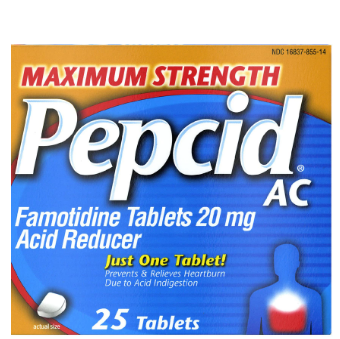 NDC 16837-855-14
MAXIMUM STRENGTH
Pepcid®
AC
Famotidine Tablets 20 mg
Acid Reducer
Just One Tablet!
Prevents & Relieves Heartburn
Due to Acid Indigestion
actual size
25 Tablets